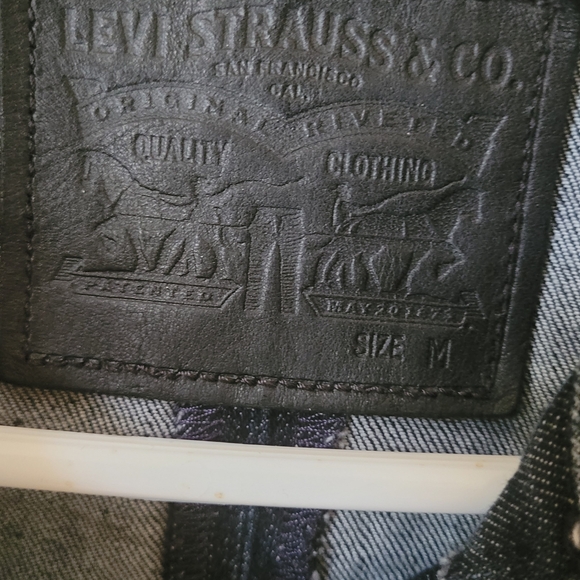 LEVI STRAUSS & CO.
SAN FRANCISCO
CAL.
ORIGINAL RIVETED
QUALITY CLOTHING
PATENTED MAY 20 1873
SIZE M